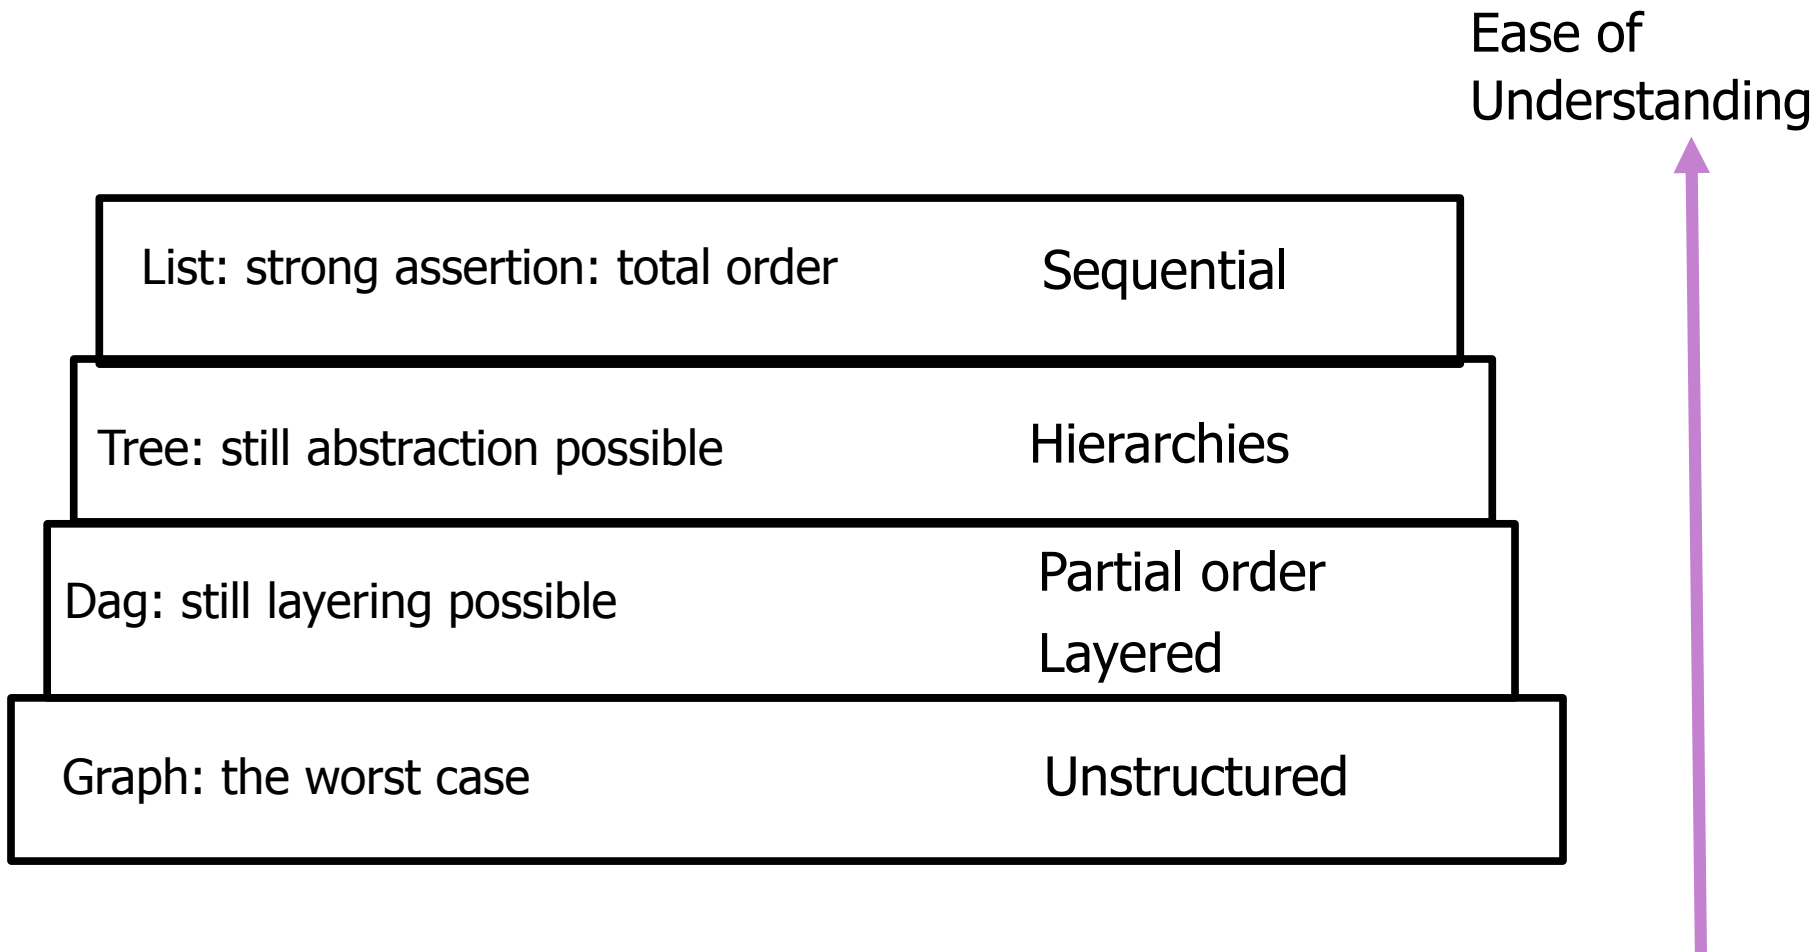 Ease of
Understanding
List: strong assertion: total order
Sequential
Tree: still abstraction possible
Hierarchies
Dag: still layering possible
Partial order
Layered
Graph: the worst case
Unstructured